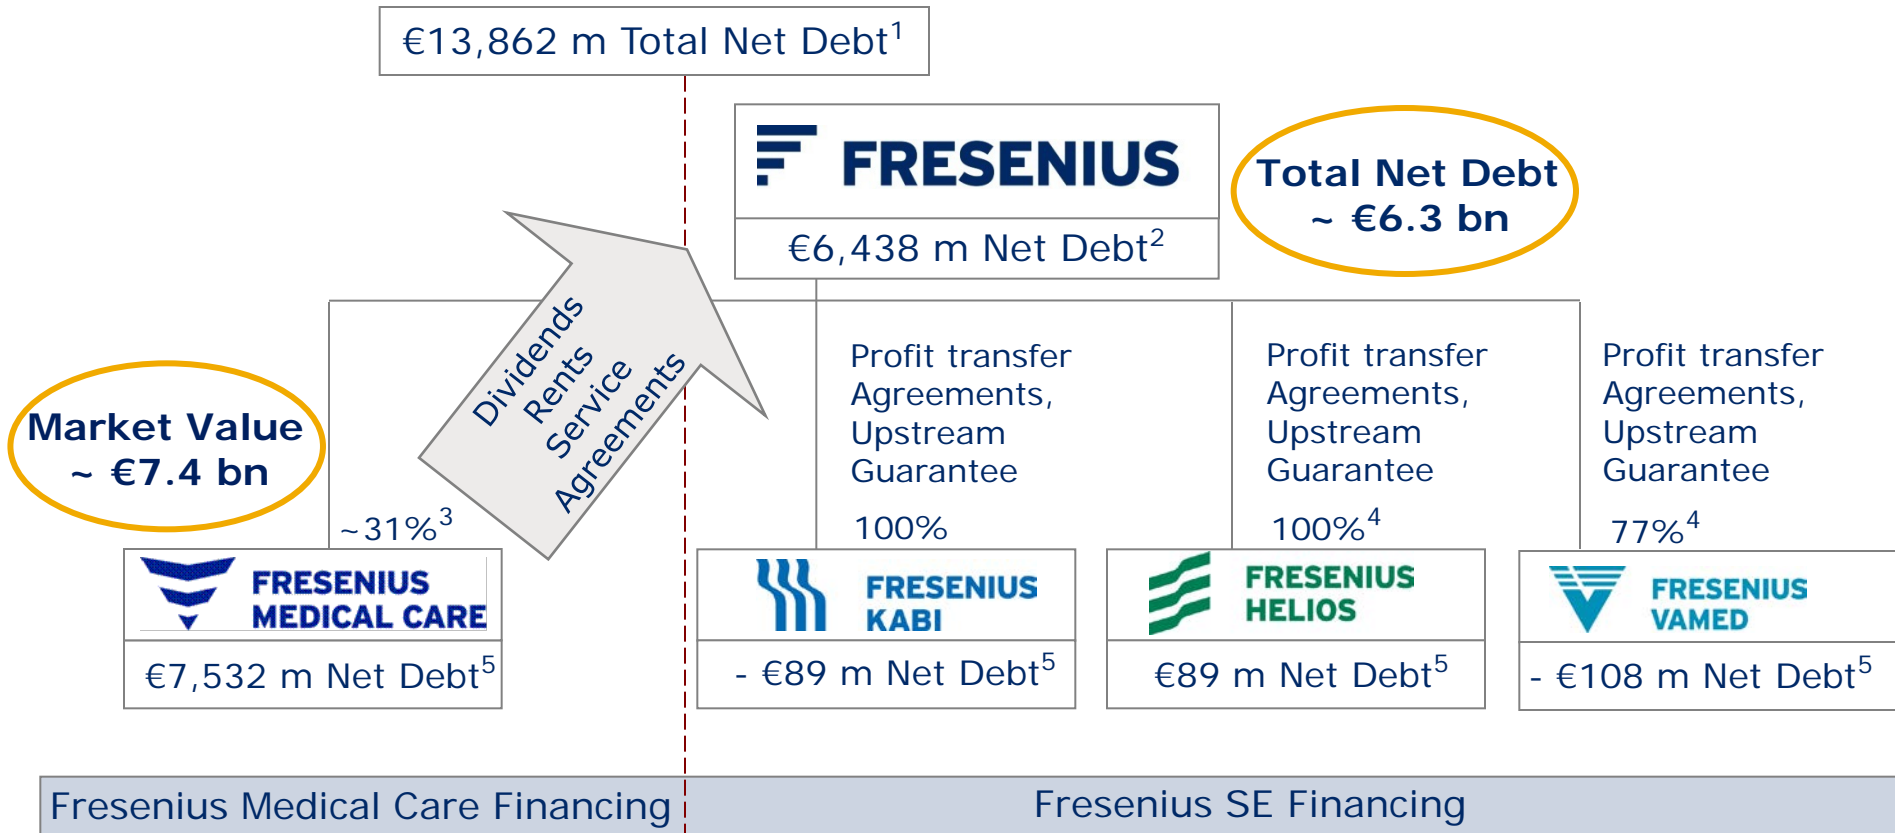 €13,862 m Total Net Debt1
FRESENIUS
€6,438 m Net Debt2
Total Net Debt
~ €6.3 bn
Dividends
Rents
Service
Agreements
Market Value
~ €7.4 bn
~31%3
FRESENIUS
MEDICAL CARE
€7,532 m Net Debt5
Profit transfer
Agreements,
Upstream
Guarantee
100%
FRESENIUS
KABI
- €89 m Net Debt5
Profit transfer
Agreements,
Upstream
Guarantee
100%4
FRESENIUS
HELIOS
€89 m Net Debt5
Profit transfer
Agreements,
Upstream
Guarantee
77%4
FRESENIUS
VAMED
- €108 m Net Debt5
Fresenius Medical Care Financing
Fresenius SE Financing